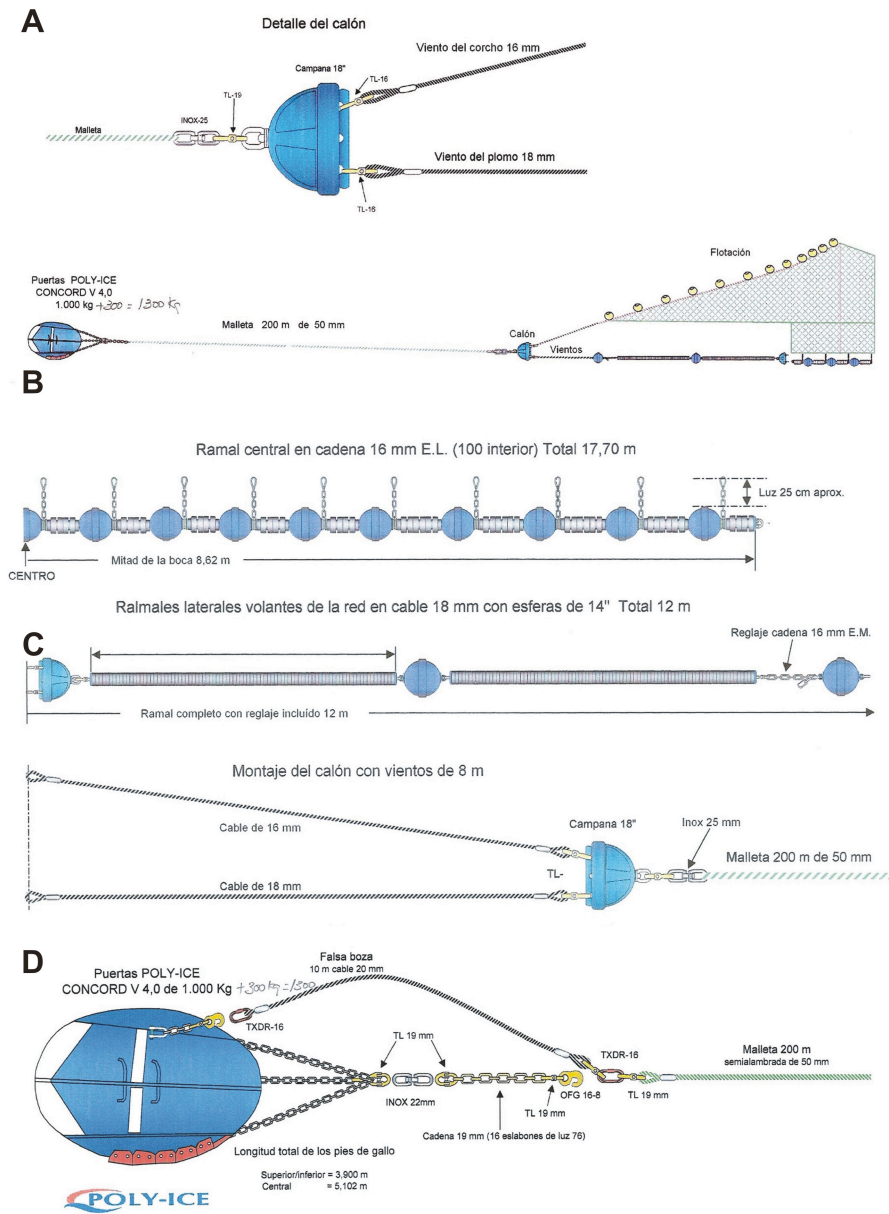 A
Detalle del calón
Viento del corcho 16 mm
Campana 18"
TL-16
TL-19
INOX-25
Malleta
Viento del plomo 18 mm
TL-16
Flotación
Puertas POLY-ICE
CONCORD V 4,0
1.000 kg +300 = 1300 kg
Malleta 200 m de 50 mm
Calón
Vientos
B
Ramal central en cadena 16 mm E.L. (100 interior) Total 17,70 m
Luz 25 cm aprox.
Mitad de la boca 8,62 m
CENTRO
Ralmales laterales volantes de la red en cable 18 mm con esferas de 14" Total 12 m
C
Reglaje cadena 16 mm E.M.
Ramal completo con reglaje incluído 12 m
Montaje del calón con vientos de 8 m
Cable de 16 mm
Campana 18"
Inox 25 mm
Malleta 200 m de 50 mm
TL-
Cable de 18 mm
D
Falsa boza
10 m cable 20 mm
Puertas POLY-ICE
CONCORD V 4,0 de 1.000 Kg +300 kg = 1300
TXDR-16
TL 19 mm
TXDR-16
Malleta 200 m
semialambrada de 50 mm
INOX 22mm
TL 19 mm
OFG 16-8
TL 19 mm
Cadena 19 mm (16 eslabones de luz 76)
Longitud total de los pies de gallo
Superior/inferior = 3,900 m
Central = 5,102 m
POLY-ICE